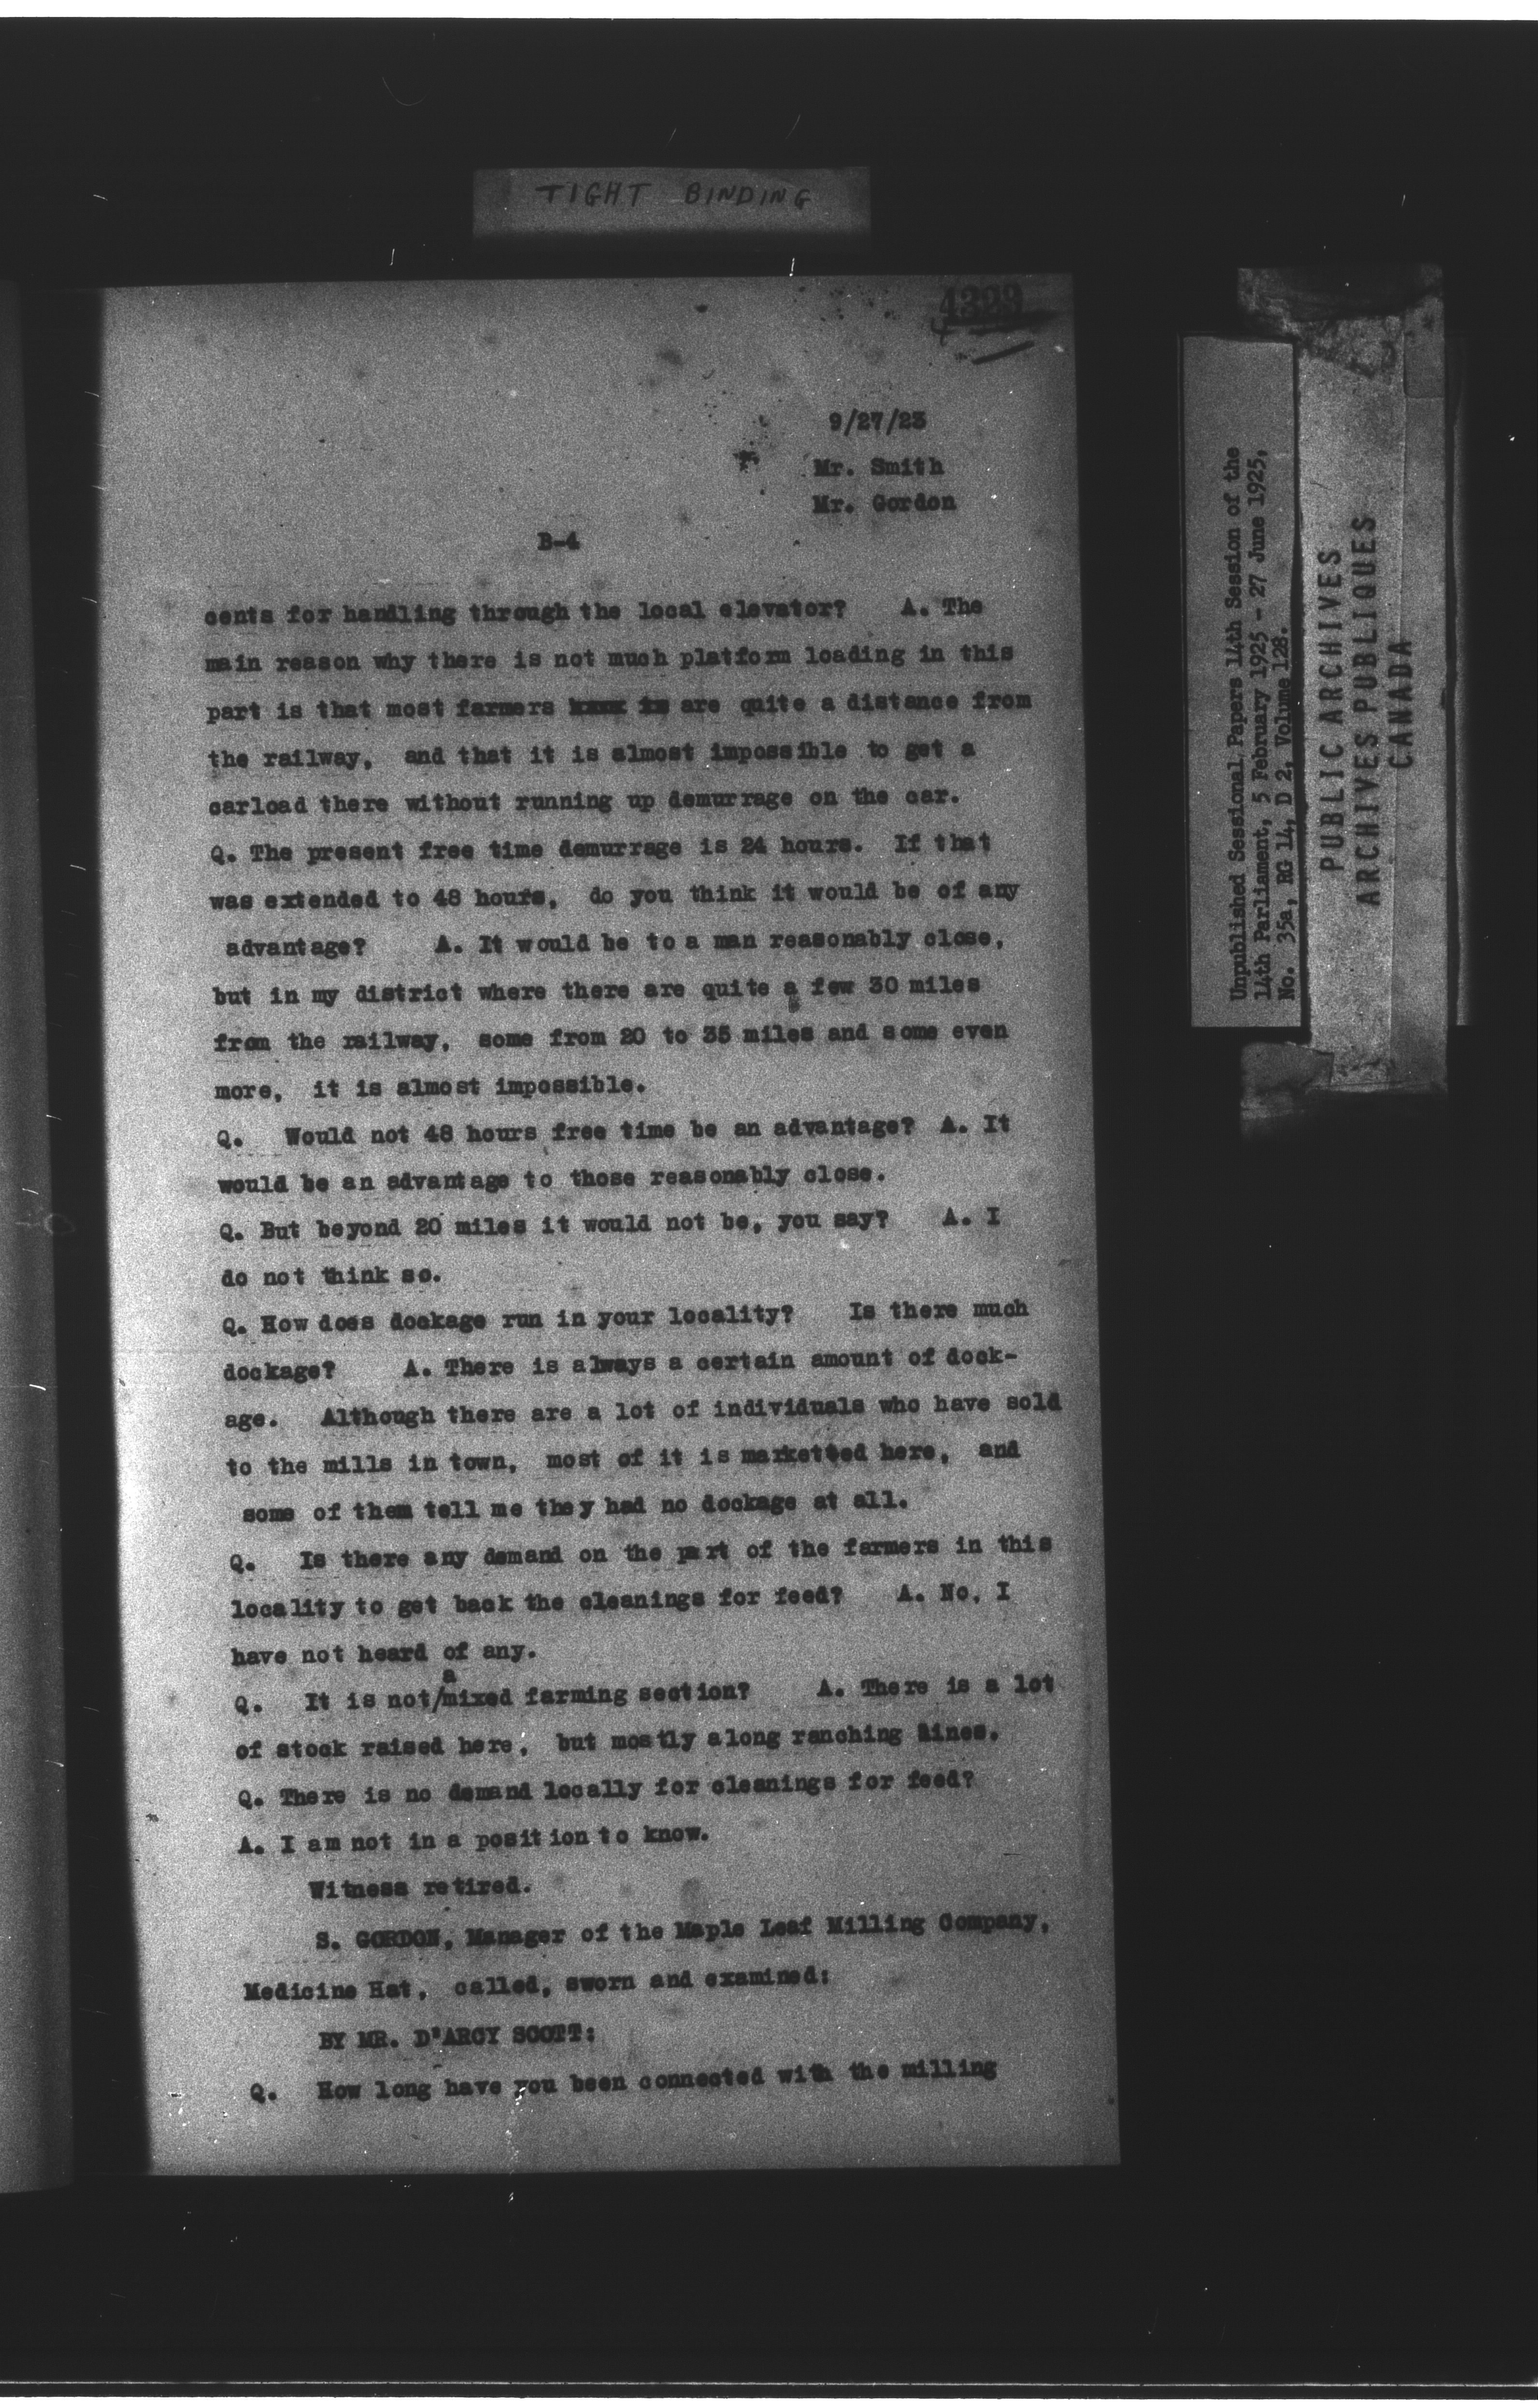 TIGHT BINDING
9/27/23
Mr. Smith
Mr. Gordon
B-4
cents for handling through the local elevator? A. The
main reason why there is not much platform loading in this
part is that most farmers are quite a distance from
the railway, and that it is almost impossible to get a
carload there without running up demurrage on the car.
Q. The present free time demurrage is 24 hours. If that
was extended to 48 hours, do you think it would be of any
advantage? A. It would be to a man reasonably close,
but in my district where there are quite a few 30 miles
from the railway, some from 20 to 35 miles and some even
more, it is almost impossible.
Q. Would not 48 hours free time be an advantage? A. It
would be an advantage to those reasonably close.
Q. But beyond 20 miles it would not be, you say? A. I
do not think so.
Q. How does dockage run in your locality? Is there much
dockage? A. There is always a certain amount of dock-
age. Although there are a lot of individuals who have sold
to the mills in town, most of it is marketted here, and
some of them tell me they had no dockage at all.
Q. Is there any demand on the part of the farmers in this
locality to get back the cleanings for feed? A. No, I
have not heard of any.
Q. It is not/a mixed farming section? A. There is a lot
of stock raised here, but mostly along ranching lines.
Q. There is no demand locally for cleanings for feed?
A. I am not in a position to know.
Witness retired.
S. GORDON, Manager of the Maple Leaf Milling Company,
Medicine Hat, called, sworn and examined:
BY MR. D'ARCY SCOTT:
Q. How long have you been connected with the milling
Unpublished Sessional Papers 14th Session of the
14th Parliament, 5 February 1925 - 27 June 1925,
No. 35a, RG 14, D 2, Volume 128.
PUBLIC ARCHIVES
ARCHIVES PUBLIQUES
CANADA